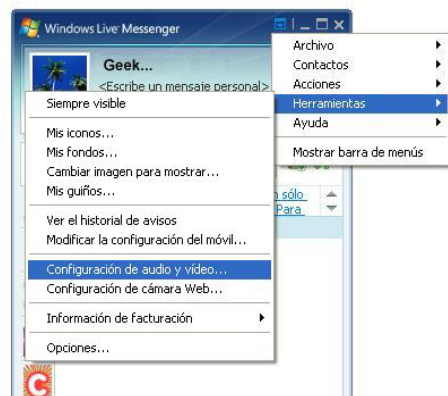 Windows Live Messenger
Geek...
<Escribe un mensaje personal>
Archivo
Contactos
Acciones
Herramientas
Ayuda
Mostrar barra de menús
Siempre visible
Mis iconos...
Mis fondos...
Cambiar imagen para mostrar...
Mis guiños...
Ver el historial de avisos
Modificar la configuración del móvil...
Configuración de audio y vídeo...
Configuración de cámara Web...
Información de facturación
Opciones...
sólo
Para
C